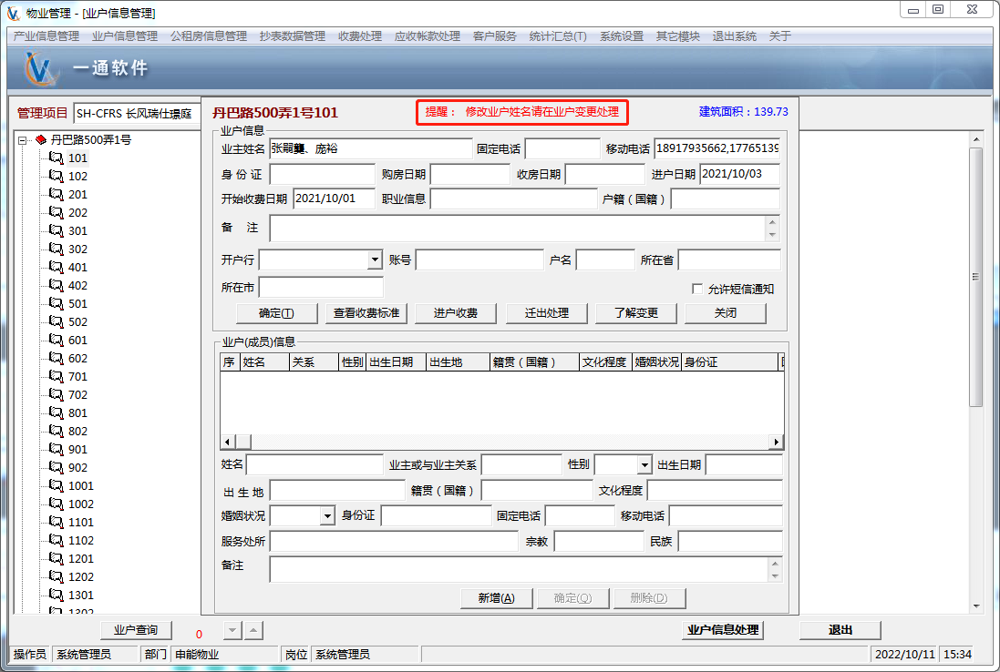 物业管理 - [业户信息管理]
产业信息管理 业户信息管理 公租房信息管理 抄表数据管理 收费处理 应收帐款处理 客户服务 统计汇总(T) 系统设置 其它模块 退出系统 关于
一通软件
管理项目 SH-CFRS 长风瑞仕璟庭
丹巴路500弄1号101 提醒： 修改业户姓名请在业户变更处理 建筑面积：139.73
丹巴路500弄1号
101
102
201
202
301
302
401
402
501
502
601
602
701
702
801
802
901
902
1001
1002
1101
1102
1201
1202
1301
1302
业户信息
业主姓名 、庞裕 固定电话 移动电话 18917935662,17765139
身 份 证 购房日期 收房日期 进户日期 2021/10/03
开始收费日期 2021/10/01 职业信息 户籍（国籍）
备 注
开户行 账号 户名 所在省
所在市 允许短信通知
确定(T) 查看收费标准 进户收费 迁出处理 了解变更 关闭
业户(成员)信息
序 姓名 关系 性别 出生日期 出生地 籍贯（国籍） 文化程度 婚姻状况 身份证
姓名 业主或与业主关系 性别 出生日期
出 生 地 籍贯（国籍） 文化程度
婚姻状况 身份证 固定电话 移动电话
服务处所 宗教 民族
备注
新增(A) 确定(O) 删除(D)
业户查询 0 业户信息处理 退出
操作员 系统管理员 部门 申能物业 岗位 系统管理员 2022/10/11 15:34